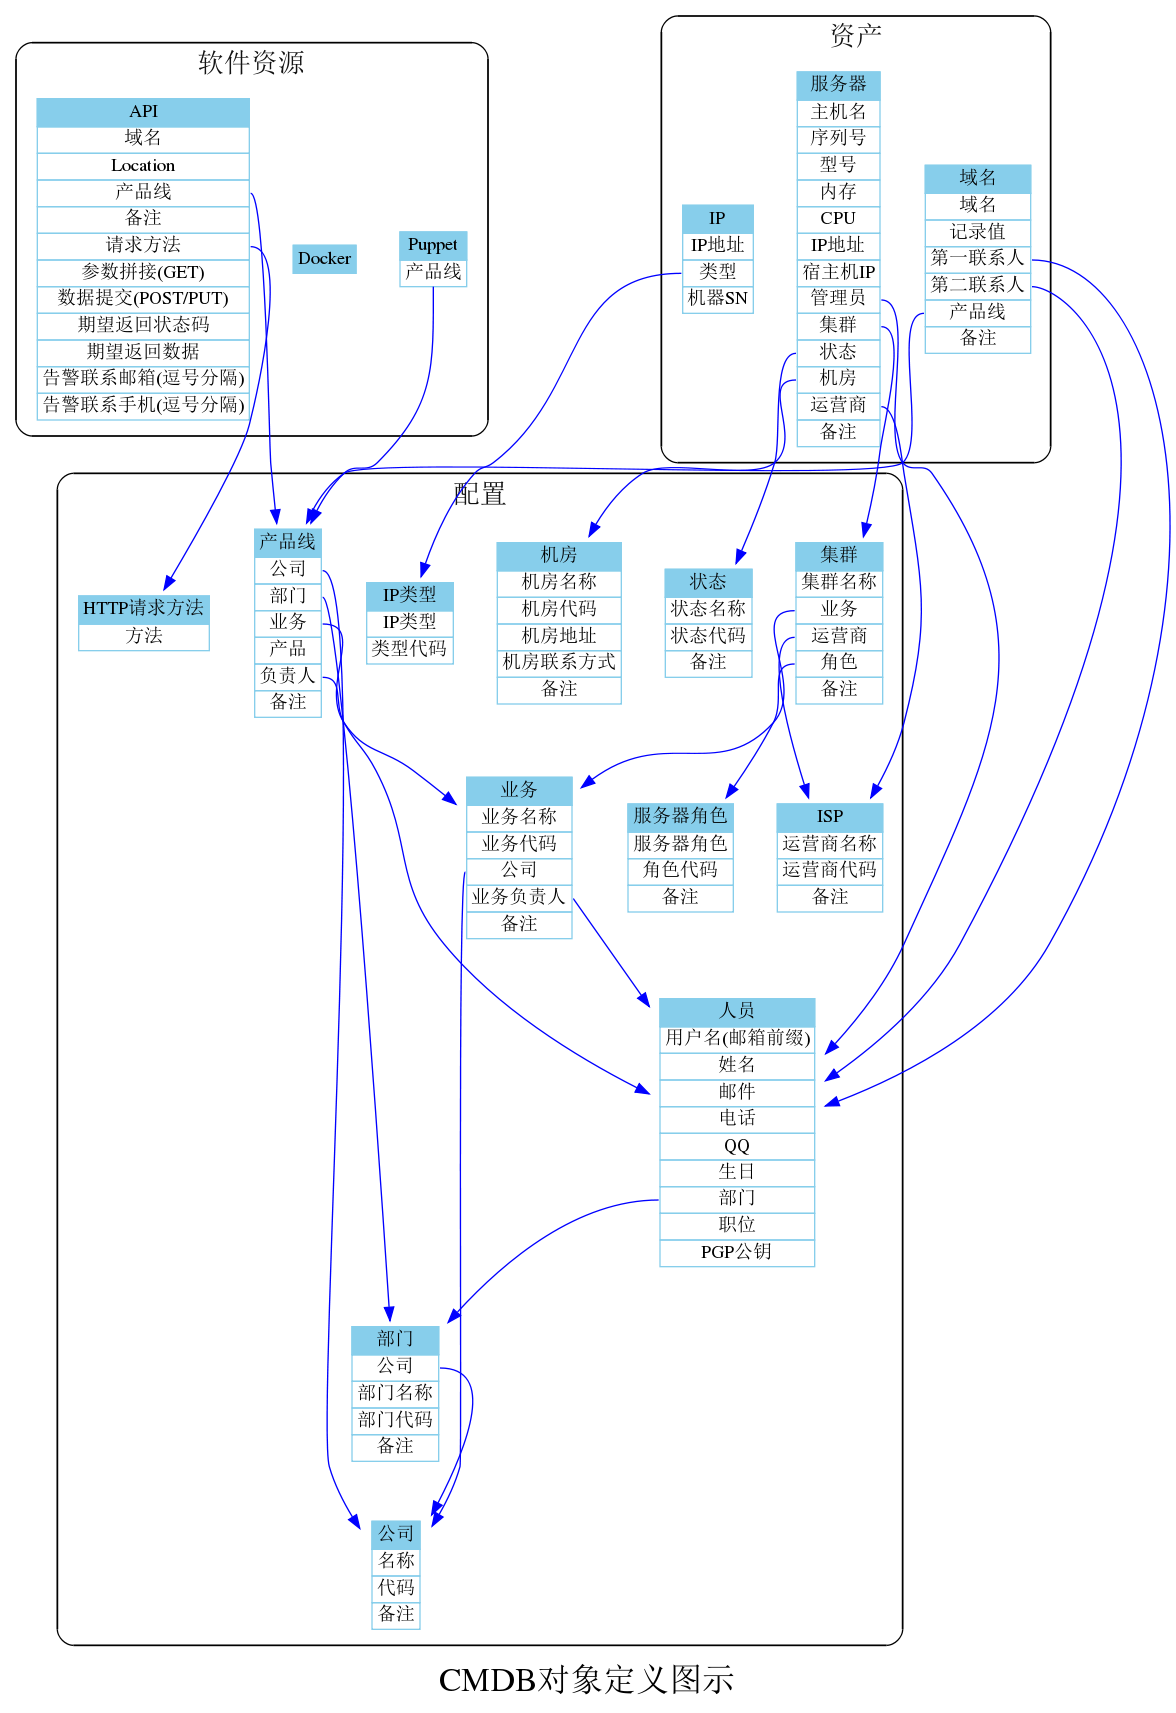 软件资源
API
域名
Location
产品线
备注
请求方法
参数拼接(GET)
数据提交(POST/PUT)
期望返回状态码
期望返回数据
告警联系邮箱(逗号分隔)
告警联系手机(逗号分隔)
Docker
Puppet
产品线
资产
IP
IP地址
类型
机器SN
服务器
主机名
序列号
型号
内存
CPU
IP地址
宿主机IP
管理员
集群
状态
机房
运营商
备注
域名
域名
记录值
第一联系人
第二联系人
产品线
备注
配置
HTTP请求方法
方法
产品线
公司
部门
业务
产品
负责人
备注
IP类型
IP类型
类型代码
机房
机房名称
机房代码
机房地址
机房联系方式
备注
状态
状态名称
状态代码
备注
集群
集群名称
业务
运营商
角色
备注
业务
业务名称
业务代码
公司
业务负责人
备注
服务器角色
服务器角色
角色代码
备注
ISP
运营商名称
运营商代码
备注
人员
用户名(邮箱前缀)
姓名
邮件
电话
QQ
生日
部门
职位
PGP公钥
部门
公司
部门名称
部门代码
备注
公司
名称
代码
备注
CMDB对象定义图示